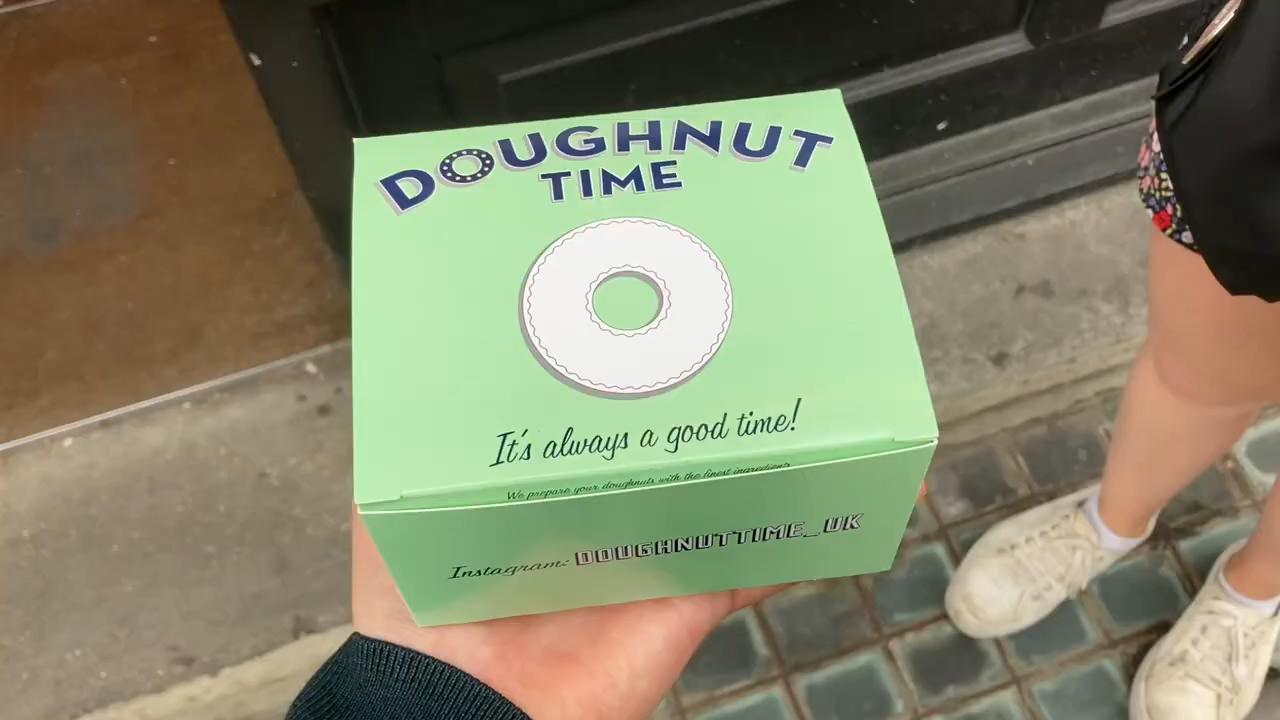 DOUGHNUT
TIME
It's always a good time!
We prepare your doughnuts with the finest ingredients
Instagram: DOUGHNUTTIME_UK